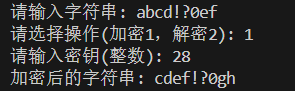 请输入字符串: abcd!?0ef
请选择操作(加密1，解密2): 1
请输入密钥(整数): 28
加密后的字符串: cdef!?0gh